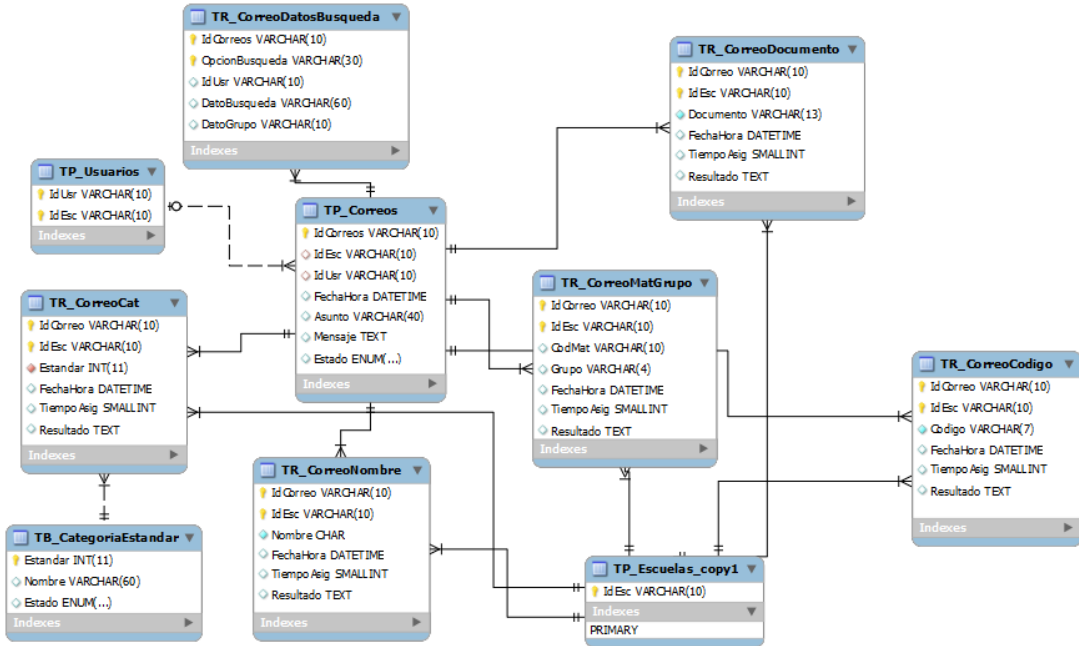 TR_CorreoDatosBusqueda
IdCorreos VARCHAR(10)
OpcionBusqueda VARCHAR(30)
IdUsr VARCHAR(10)
DatoBusqueda VARCHAR(60)
DatoGrupo VARCHAR(10)
Indexes
TR_CorreoDocumento
IdCorreo VARCHAR(10)
IdEsc VARCHAR(10)
Documento VARCHAR(13)
FechaHora DATETIME
TiempoAsig SMALLINT
Resultado TEXT
Indexes
TP_Usuarios
IdUsr VARCHAR(10)
IdEsc VARCHAR(10)
Indexes
TP_Correos
IdCorreos VARCHAR(10)
IdEsc VARCHAR(10)
IdUsr VARCHAR(10)
FechaHora DATETIME
Asunto VARCHAR(40)
Mensaje TEXT
Estado ENUM(...)
Indexes
TR_CorreoMatGrupo
IdCorreo VARCHAR(10)
IdEsc VARCHAR(10)
CodMat VARCHAR(10)
Grupo VARCHAR(4)
FechaHora DATETIME
TiempoAsig SMALLINT
Resultado TEXT
Indexes
TR_CorreoCat
IdCorreo VARCHAR(10)
IdEsc VARCHAR(10)
Estandar INT(11)
FechaHora DATETIME
TiempoAsig SMALLINT
Resultado TEXT
Indexes
TR_CorreoCodigo
IdCorreo VARCHAR(10)
IdEsc VARCHAR(10)
Codigo VARCHAR(7)
FechaHora DATETIME
TiempoAsig SMALLINT
Resultado TEXT
Indexes
TR_CorreoNombre
IdCorreo VARCHAR(10)
IdEsc VARCHAR(10)
Nombre CHAR
FechaHora DATETIME
TiempoAsig SMALLINT
Resultado TEXT
Indexes
TB_CategoriaEstandar
Estandar INT(11)
Nombre VARCHAR(60)
Estado ENUM(...)
Indexes
TP_Escuelas_copy1
IdEsc VARCHAR(10)
Indexes
PRIMARY